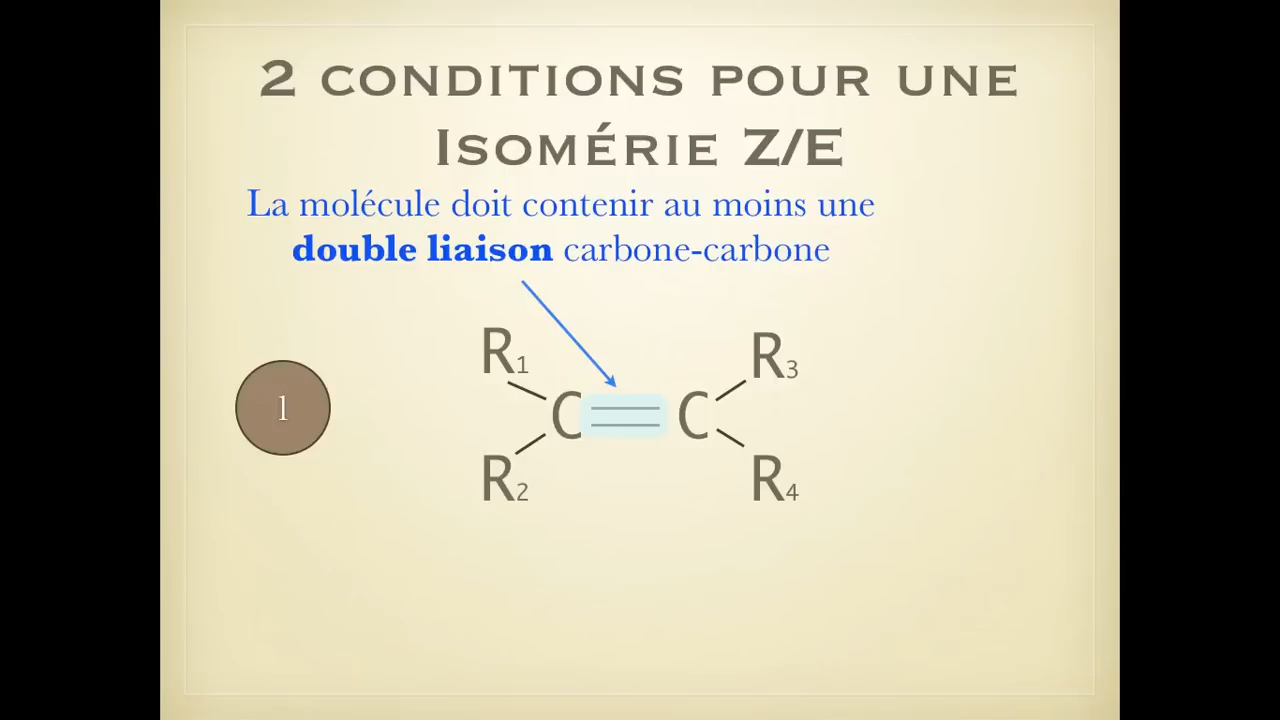 2 CONDITIONS POUR UNE
ISOMÉRIE Z/E
La molécule doit contenir au moins une
double liaison carbone-carbone
R1 R3
1 C C
R2 R4